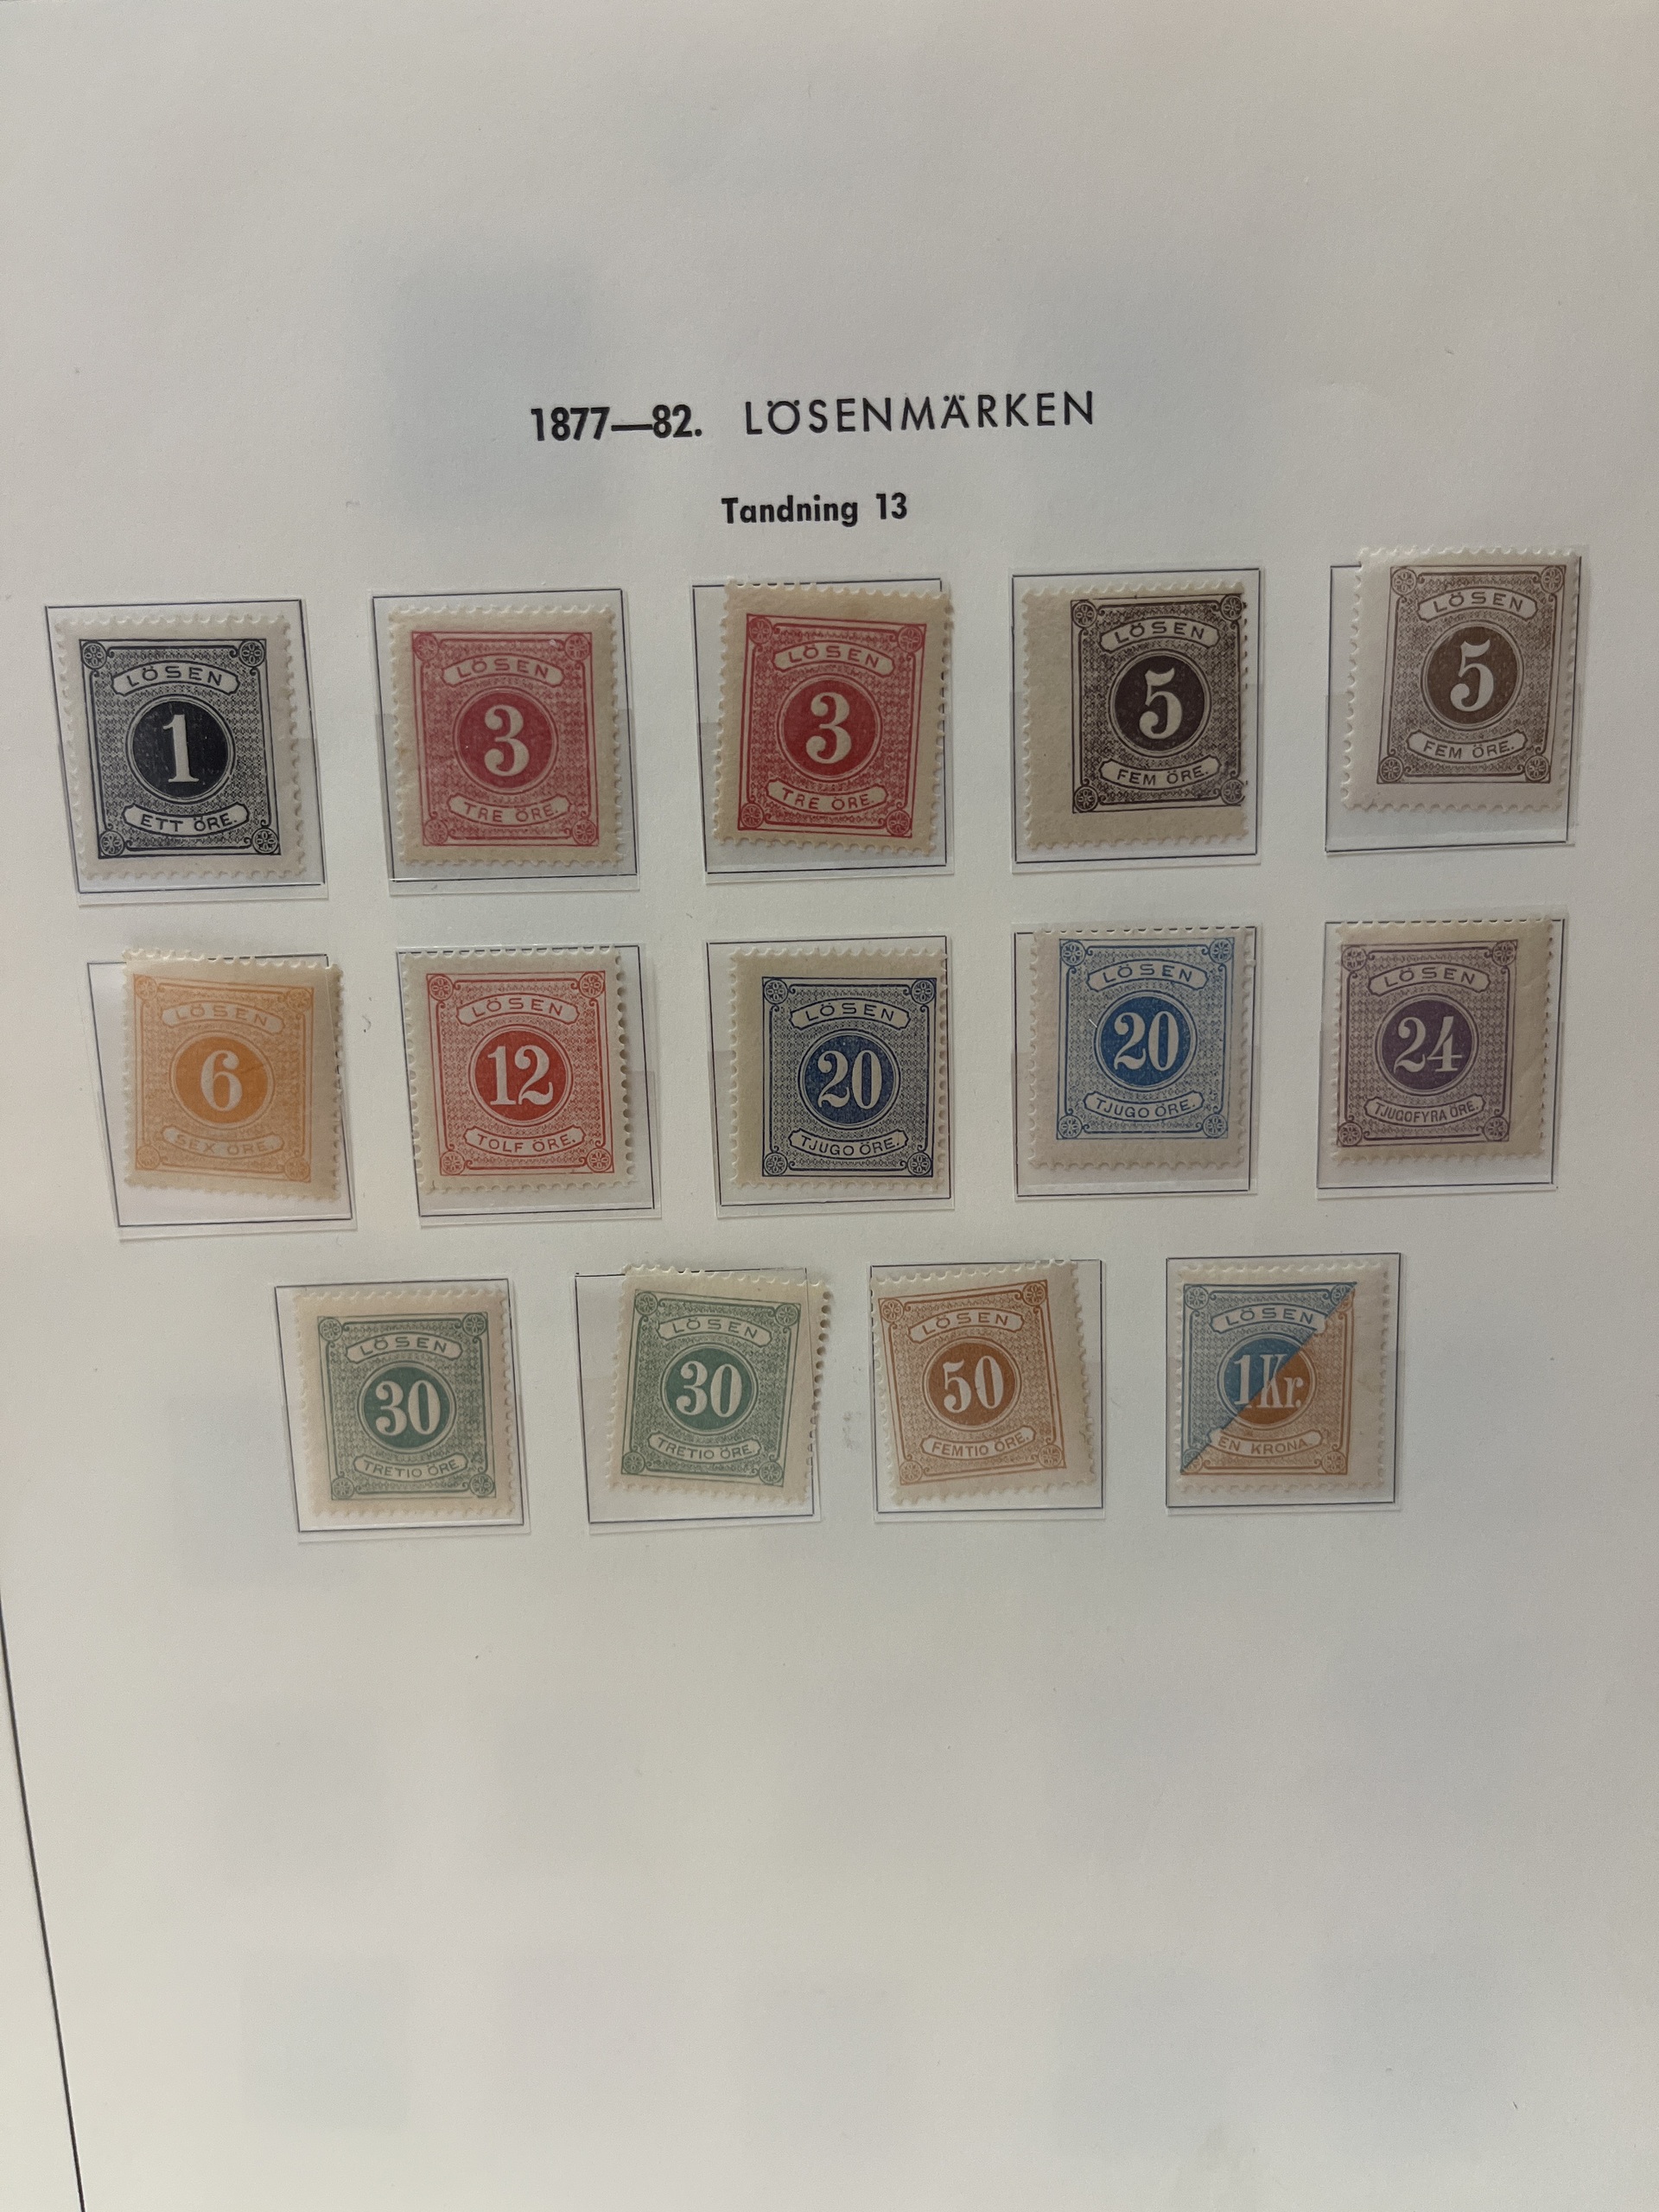 1877—82. LÖSENMÄRKEN
Tandning 13
LÖSEN
1
ETT ÖRE.
LÖSEN
3
TRE ÖRE.
LÖSEN
3
TRE ÖRE.
LÖSEN
5
FEM ÖRE.
LÖSEN
5
FEM ÖRE.
LÖSEN
6
SEX ÖRE.
LÖSEN
12
TOLF ÖRE.
LÖSEN
20
TJUGO ÖRE.
LÖSEN
20
TJUGO ÖRE.
LÖSEN
24
TJUGOFYRA ÖRE.
LÖSEN
30
TRETIO ÖRE
LÖSEN
30
TRETIO ÖRE.
LÖSEN
50
FEMTIO ÖRE.
LÖSEN
1 Kr.
EN KRONA